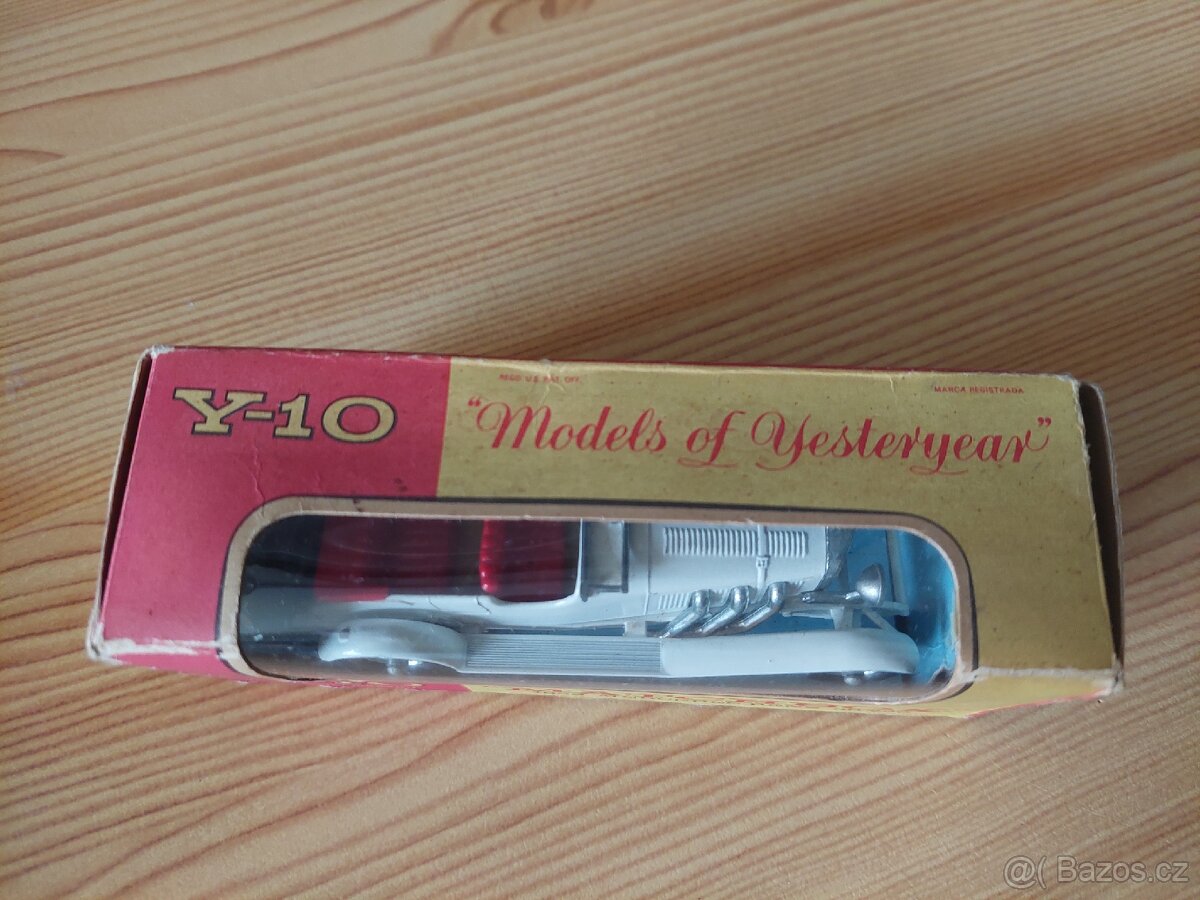 REGD U.S. PAT. OFF.
MARCA REGISTRADA
Y-10
"Models of Yesteryear"
@( Bazos.cz